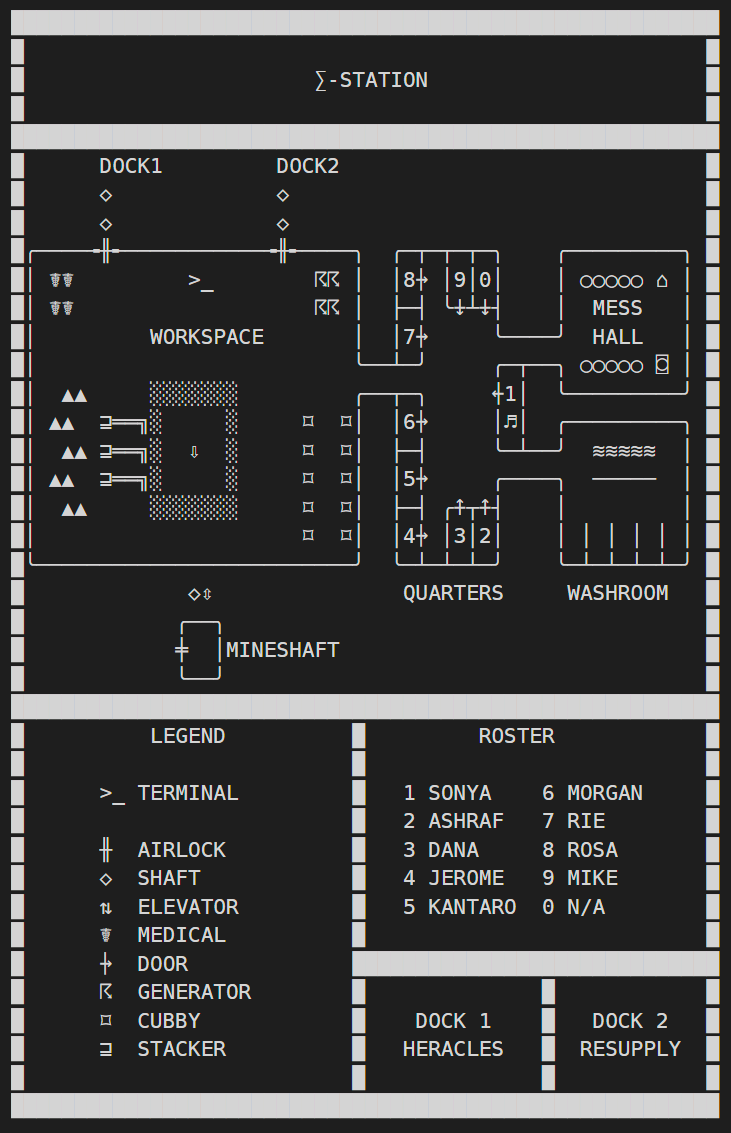 ∑-STATION
DOCK1 DOCK2
>_
8 9 0
MESS
WORKSPACE 7 HALL
1
6
5
4 3 2
QUARTERS WASHROOM
MINESHAFT
LEGEND ROSTER
>_ TERMINAL 1 SONYA 6 MORGAN
2 ASHRAF 7 RIE
AIRLOCK 3 DANA 8 ROSA
SHAFT 4 JEROME 9 MIKE
ELEVATOR 5 KANTARO 0 N/A
MEDICAL
DOOR
GENERATOR
CUBBY DOCK 1 DOCK 2
STACKER HERACLES RESUPPLY